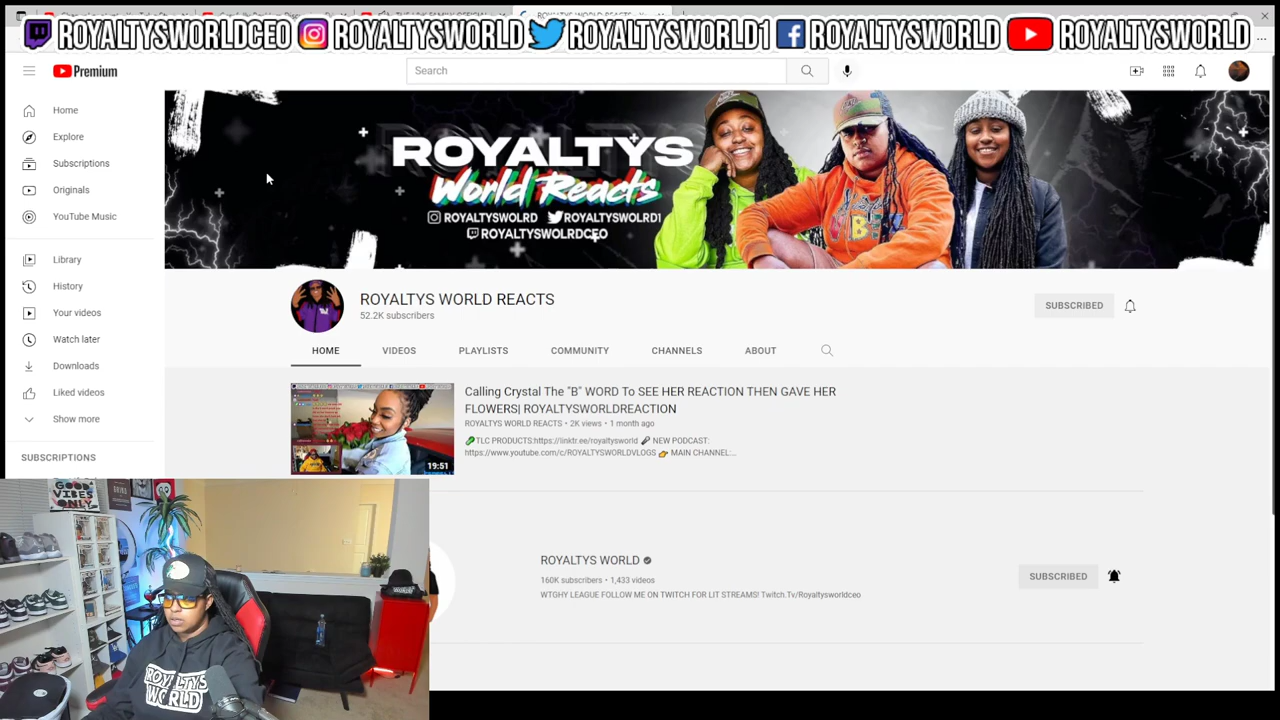 ROYALTYSWORLDCEO ROYALTYSWORLD ROYALTYSWORLD1 ROYALTYSWORLD ROYALTYSWORLD
Premium
Search
Home
Explore
Subscriptions
Originals
YouTube Music
Library
History
Your videos
Watch later
Downloads
Liked videos
Show more
SUBSCRIPTIONS
ROYALTYS
World Reacts
ROYALTYSWOLRD ROYALTYSWOLRD1
ROYALTYSWOLRDCEO
ROYALTYS WORLD REACTS
52.2K subscribers
SUBSCRIBED
HOME VIDEOS PLAYLISTS COMMUNITY CHANNELS ABOUT
Calling Crystal The "B" WORD To SEE HER REACTION THEN GAVE HER
FLOWERS| ROYALTYSWORLDREACTION
ROYALTYS WORLD REACTS • 2K views • 1 month ago
TLC PRODUCTS:https://linktr.ee/royaltysworld NEW PODCAST:
https://www.youtube.com/c/ROYALTYSWORLDVLOGS MAIN CHANNEL:...
19:51
ROYALTYS WORLD
160K subscribers • 1,433 videos
WTGHY LEAGUE FOLLOW ME ON TWITCH FOR LIT STREAMS! Twitch.Tv/Royaltysworldceo
SUBSCRIBED
GOOD
VIBES
ONLY
ROYALTYS
WORLD